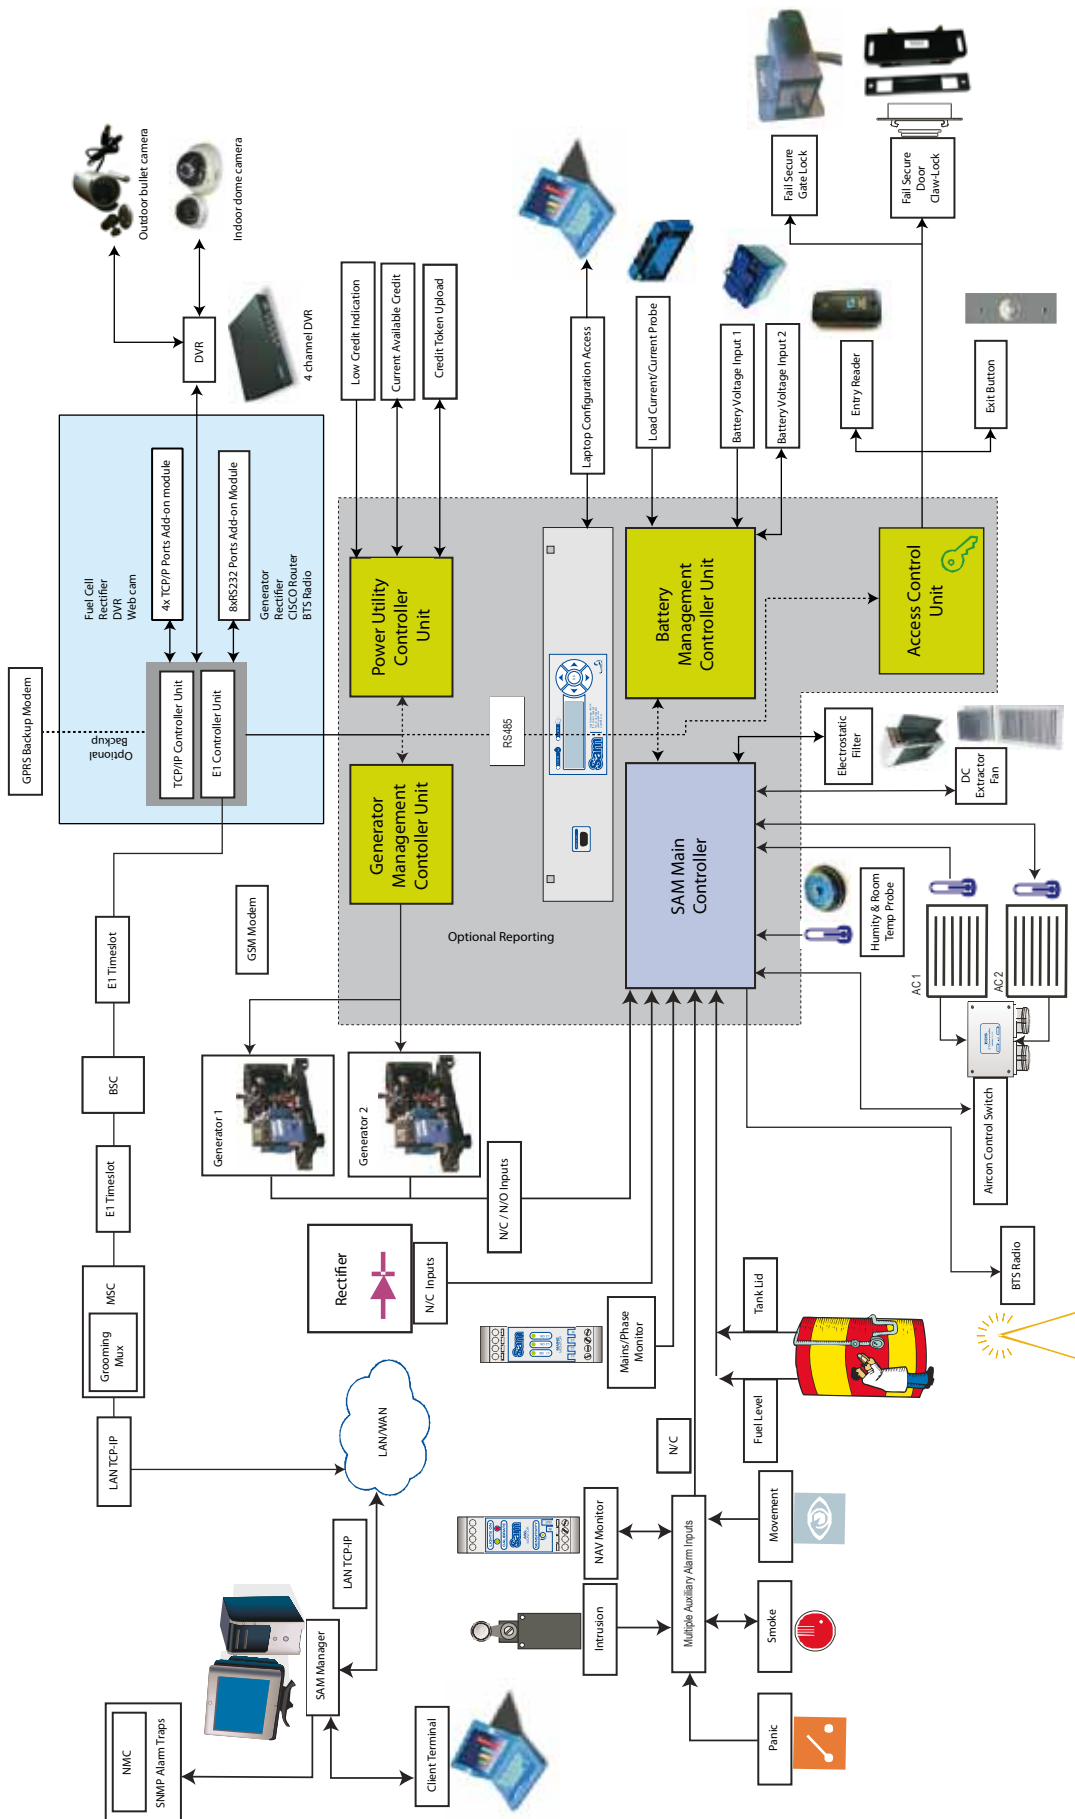 NMC
SNMP Alarm Traps
SAM Manager
Client Terminal
LAN TCP-IP
LAN/WAN
LAN TCP-IP
Grooming
Mux
MSC
E1 Timeslot
BSC
E1 Timeslot
GPRS Backup Modem
Optional
Backup
TCP/IP Controller Unit
E1 Controller Unit
Fuel Cell
Rectifier
DVR
Web cam
4x TCP/P Ports Add-on module
8xRS232 Ports Add-on Module
Generator
Rectifier
CISCO Router
BTS Radio
DVR
4 channel DVR
Outdoor bullet camera
Indoor dome camera
GSM Modem
Generator 1
Generator 2
N/C / N/O Inputs
Rectifier
N/C Inputs
Mains/Phase
Monitor
Sam
Generator
Management
Contoller Unit
Power Utility
Controller
Unit
Low Credit Indication
Current Available Credit
Credit Token Upload
Optional Reporting
RS485
Sam
Laptop Configuration Access
SAM Main
Controller
Battery
Management
Controller Unit
Load Current/Current Probe
Battery Voltage Input 1
Battery Voltage Input 2
Access Control
Unit
Entry Reader
Exit Button
Fail Secure
Gate Lock
Fail Secure
Door
Claw-Lock
Electrostatic
Filter
DC
Extractor
Fan
Humity & Room
Temp Probe
AC 1
AC 2
Aircon Control Switch
BTS Radio
Tank Lid
Fuel Level
N/C
Multiple Auxiliary Alarm Inputs
NAV Monitor
Sam
Intrusion
Movement
Smoke
Panic